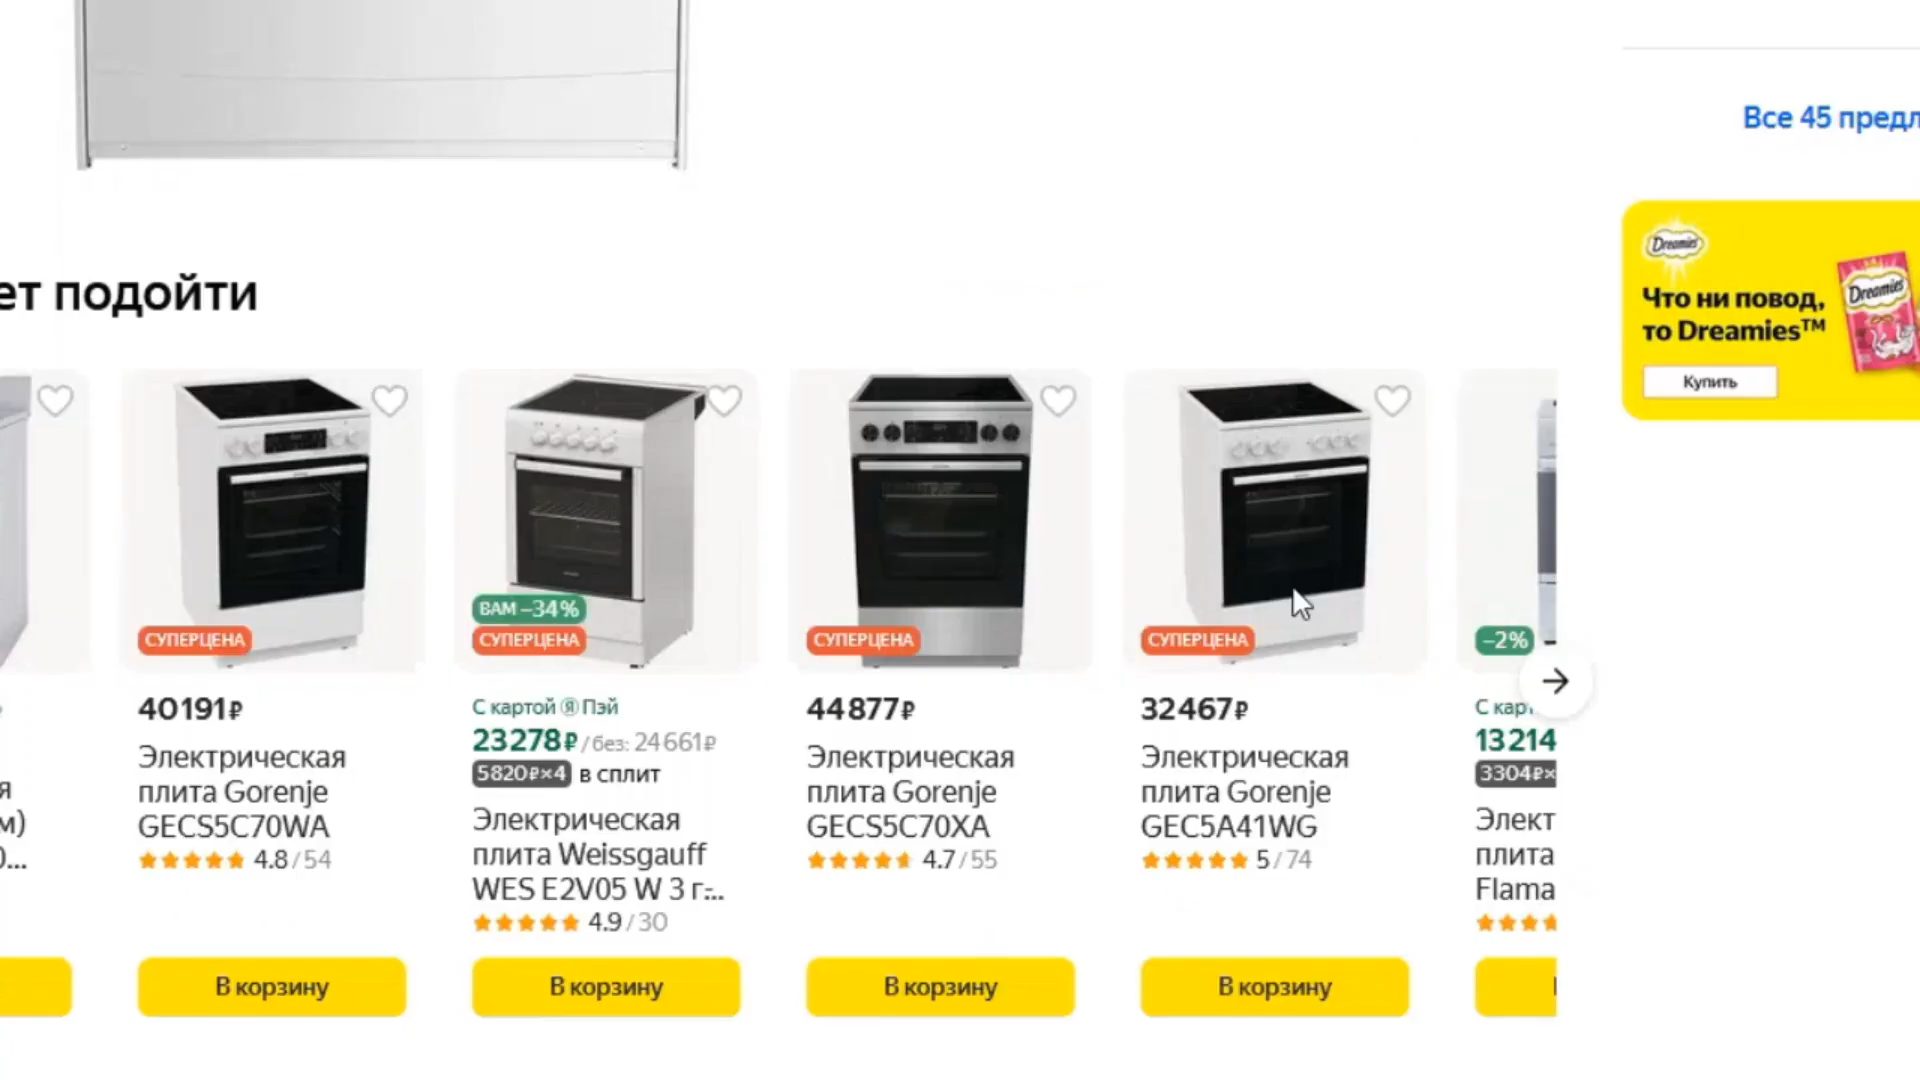 Все 45 предл
Dreamies
Что ни повод,
то Dreamies™
Dreamies
Купить
ет подойти
СУПЕРЦЕНА
40191₽
Электрическая
плита Gorenje
GECS5C70WA
4.8/54
В корзину
ВАМ –34%
СУПЕРЦЕНА
С картой Я Пэй
23278₽/без: 24661₽
5820₽×4 в сплит
Электрическая
плита Weissgauff
WES E2V05 W 3 г-...
4.9/30
В корзину
СУПЕРЦЕНА
44877₽
Электрическая
плита Gorenje
GECS5C70XA
4.7/55
В корзину
СУПЕРЦЕНА
32467₽
Электрическая
плита Gorenje
GEC5A41WG
5/74
В корзину
–2%
С карт
13214
3304₽×
Элект
плита
Flama
я
м)